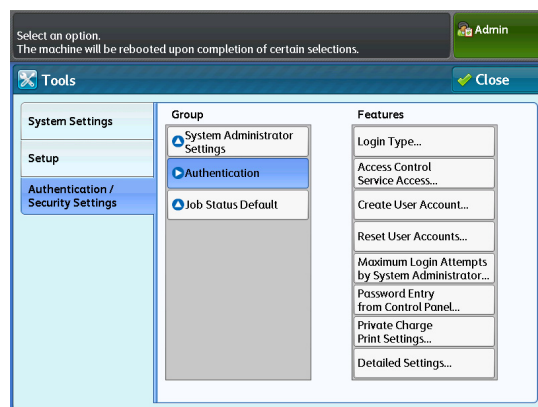 Select an option.
The machine will be rebooted upon completion of certain selections.
Admin
Tools
Close
System Settings
Setup
Authentication /
Security Settings
Group
System Administrator
Settings
Authentication
Job Status Default
Features
Login Type...
Access Control
Service Access...
Create User Account...
Reset User Accounts...
Maximum Login Attempts
by System Administrator...
Password Entry
from Control Panel...
Private Charge
Print Settings...
Detailed Settings...